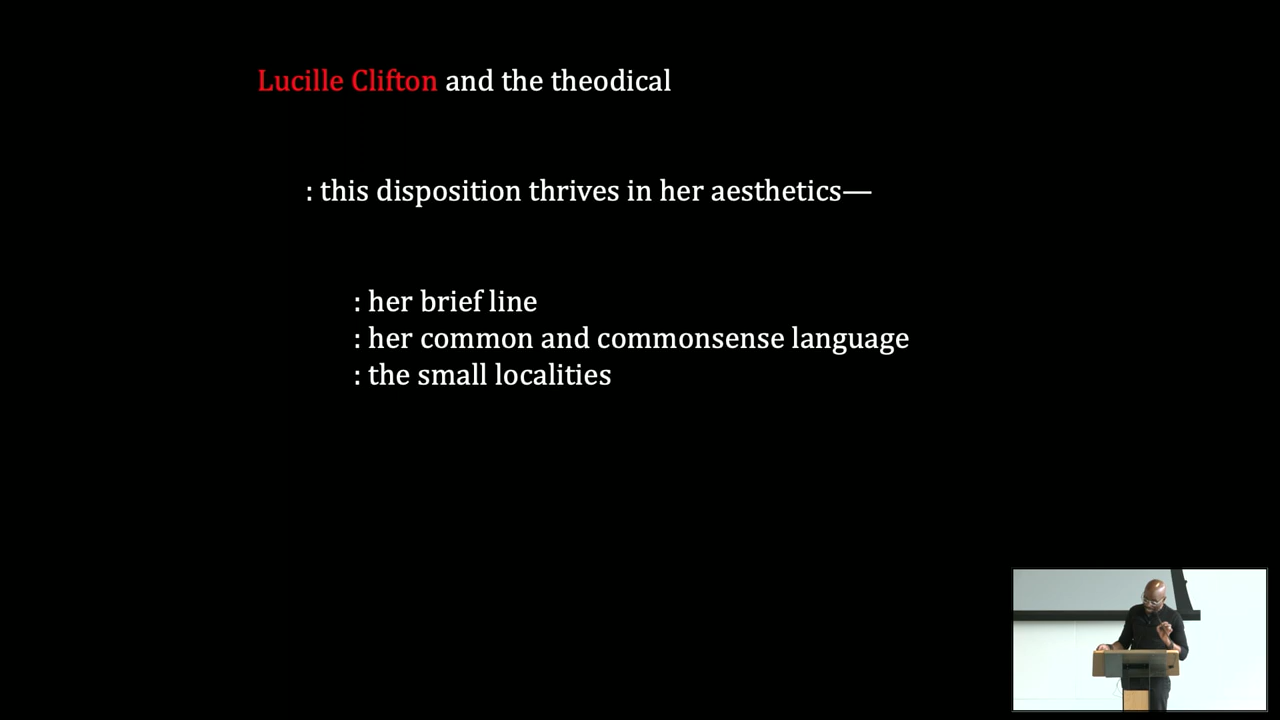 Lucille Clifton and the theodical
: this disposition thrives in her aesthetics—
: her brief line
: her common and commonsense language
: the small localities